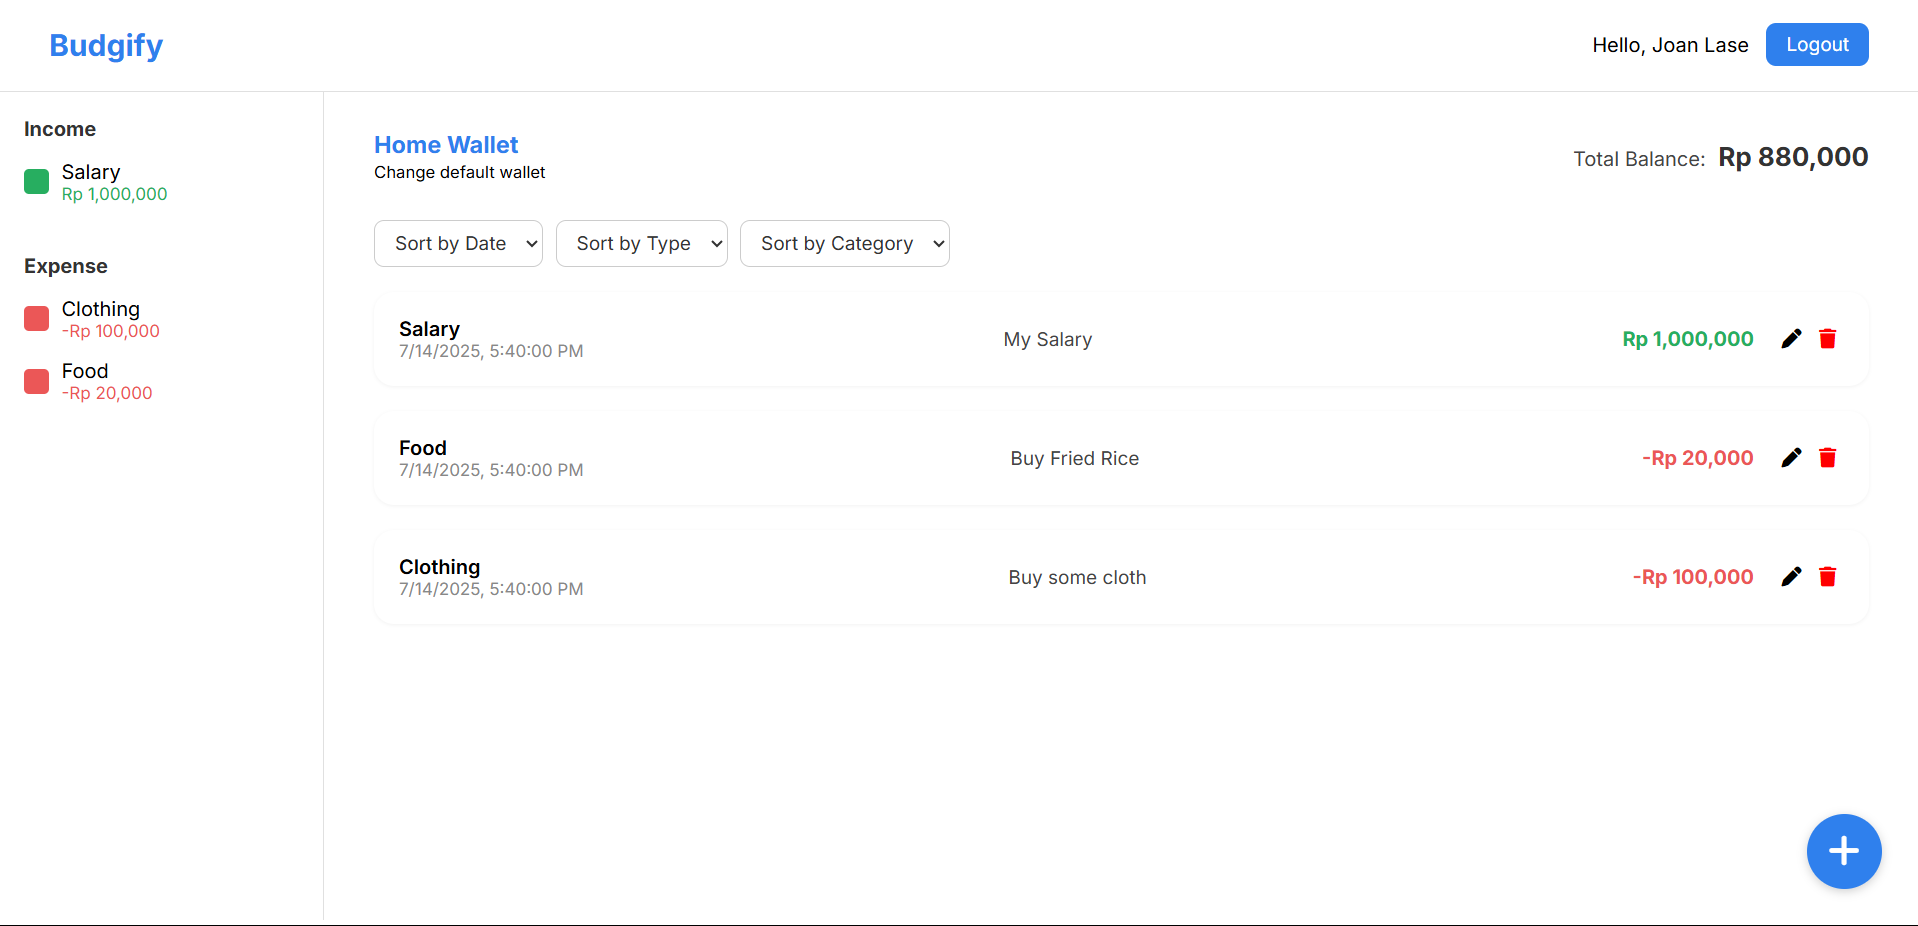 Budgify
Hello, Joan Lase
Logout
Income
Salary
Rp 1,000,000
Expense
Clothing
-Rp 100,000
Food
-Rp 20,000
Home Wallet
Change default wallet
Total Balance: Rp 880,000
Sort by Date
Sort by Type
Sort by Category
Salary
7/14/2025, 5:40:00 PM
My Salary
Rp 1,000,000
Food
7/14/2025, 5:40:00 PM
Buy Fried Rice
-Rp 20,000
Clothing
7/14/2025, 5:40:00 PM
Buy some cloth
-Rp 100,000